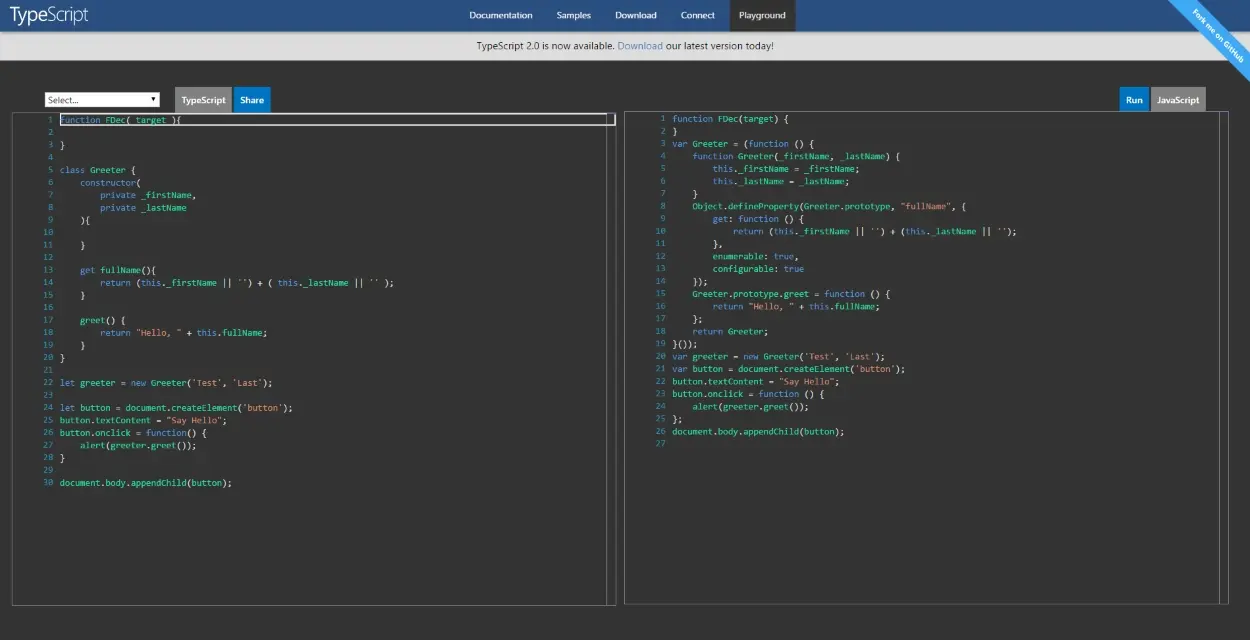 TypeScript
Documentation Samples Download Connect Playground
Fork me on GitHub
TypeScript 2.0 is now available. Download our latest version today!
Select... TypeScript Share
1 function FDec( target ){
2
3 }
4
5 class Greeter {
6 constructor(
7 private _firstName,
8 private _lastName
9 ){
10
11 }
12
13 get fullName(){
14 return (this._firstName || '') + ( this._lastName || '' );
15 }
16
17 greet() {
18 return "Hello, " + this.fullName;
19 }
20 }
21
22 let greeter = new Greeter('Test', 'Last');
23
24 let button = document.createElement('button');
25 button.textContent = "Say Hello";
26 button.onclick = function() {
27 alert(greeter.greet());
28 }
29
30 document.body.appendChild(button);
Run JavaScript
1 function FDec(target) {
2 }
3 var Greeter = (function () {
4 function Greeter(_firstName, _lastName) {
5 this._firstName = _firstName;
6 this._lastName = _lastName;
7 }
8 Object.defineProperty(Greeter.prototype, "fullName", {
9 get: function () {
10 return (this._firstName || '') + (this._lastName || '');
11 },
12 enumerable: true,
13 configurable: true
14 });
15 Greeter.prototype.greet = function () {
16 return "Hello, " + this.fullName;
17 };
18 return Greeter;
19 }());
20 var greeter = new Greeter('Test', 'Last');
21 var button = document.createElement('button');
22 button.textContent = "Say Hello";
23 button.onclick = function () {
24 alert(greeter.greet());
25 };
26 document.body.appendChild(button);
27